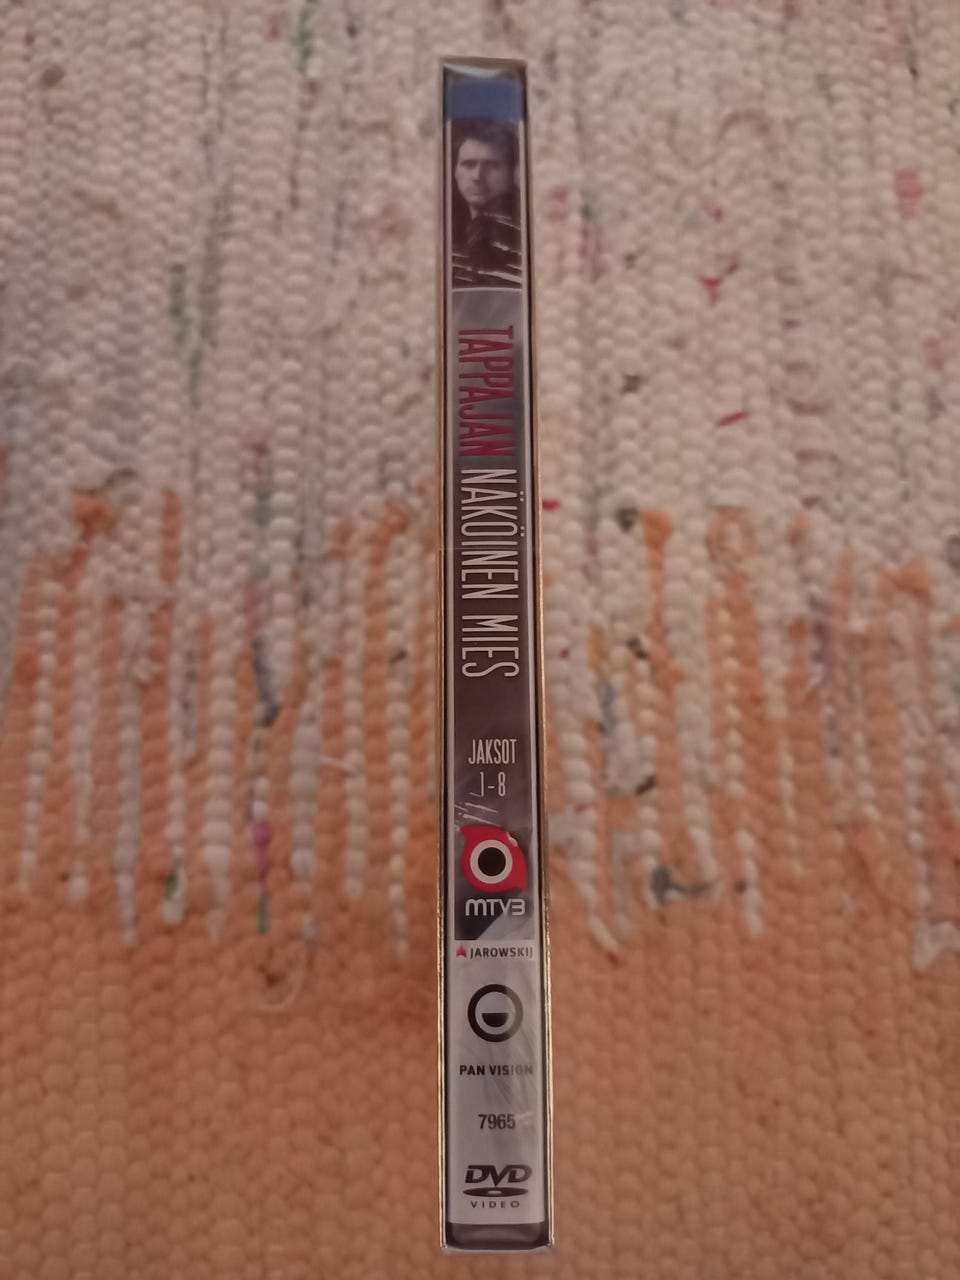 TAPPAJAN NÄKÖINEN MIES
JAKSOT
1-8
MTV3
JAROWSKIJ
PAN VISION
7965
DVD
VIDEO